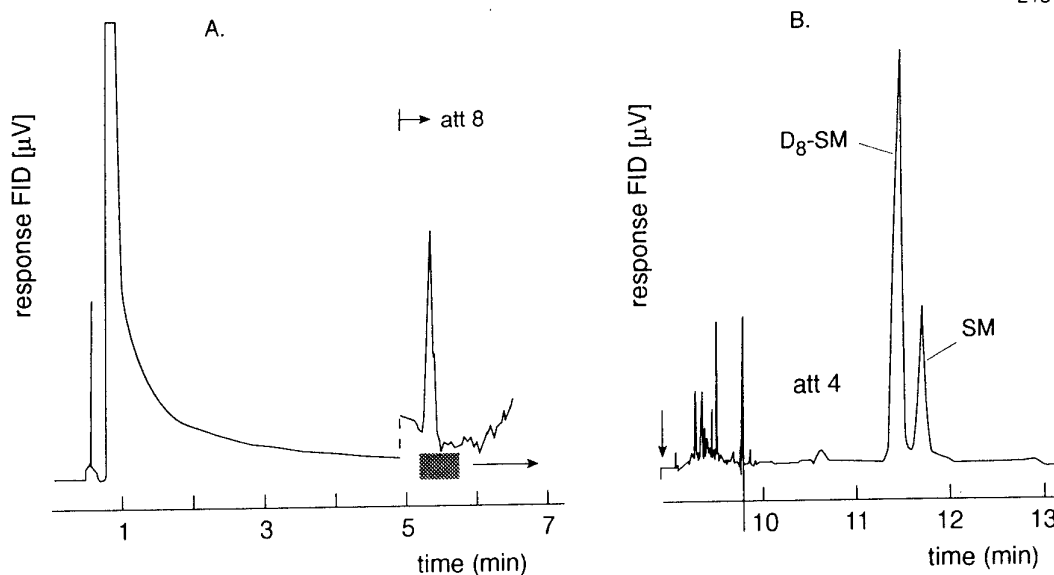 A.
response FID [µV]
att 8
1 3 5 7
time (min)
B.
response FID [µV]
D₈-SM
SM
att 4
10 11 12 13
time (min)